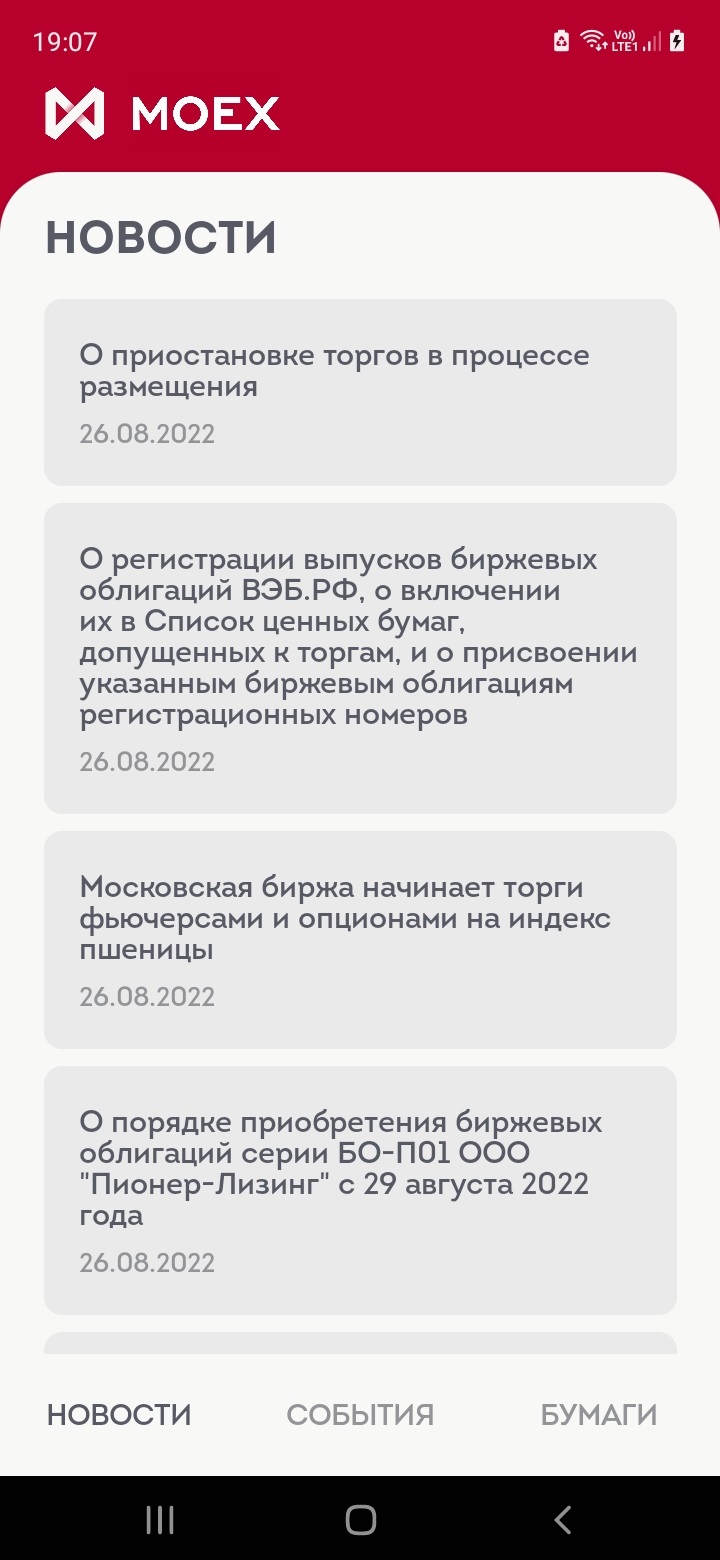 19:07
Vo))
LTE1
MOEX
НОВОСТИ
О приостановке торгов в процессе
размещения
26.08.2022
О регистрации выпусков биржевых
облигаций ВЭБ.РФ, о включении
их в Список ценных бумаг,
допущенных к торгам, и о присвоении
указанным биржевым облигациям
регистрационных номеров
26.08.2022
Московская биржа начинает торги
фьючерсами и опционами на индекс
пшеницы
26.08.2022
О порядке приобретения биржевых
облигаций серии БО-П01 ООО
"Пионер-Лизинг" с 29 августа 2022
года
26.08.2022
НОВОСТИ СОБЫТИЯ БУМАГИ